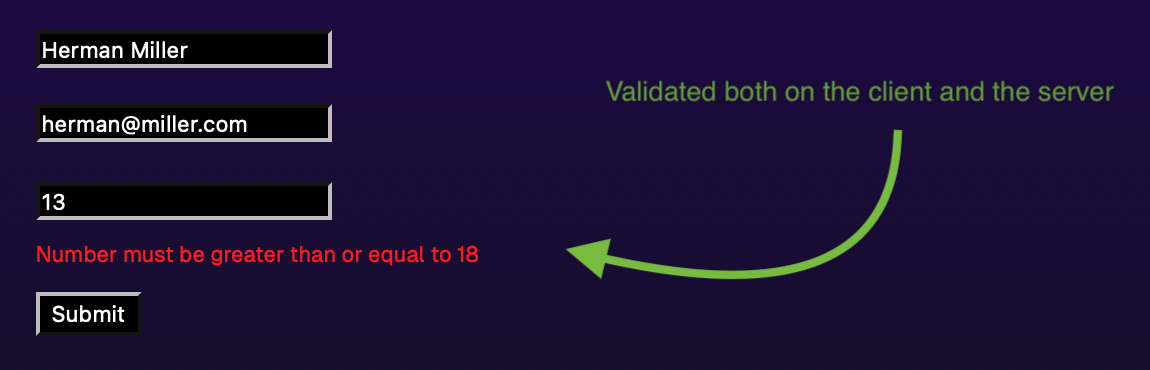 Herman Miller
Validated both on the client and the server
herman@miller.com
13
Number must be greater than or equal to 18
Submit